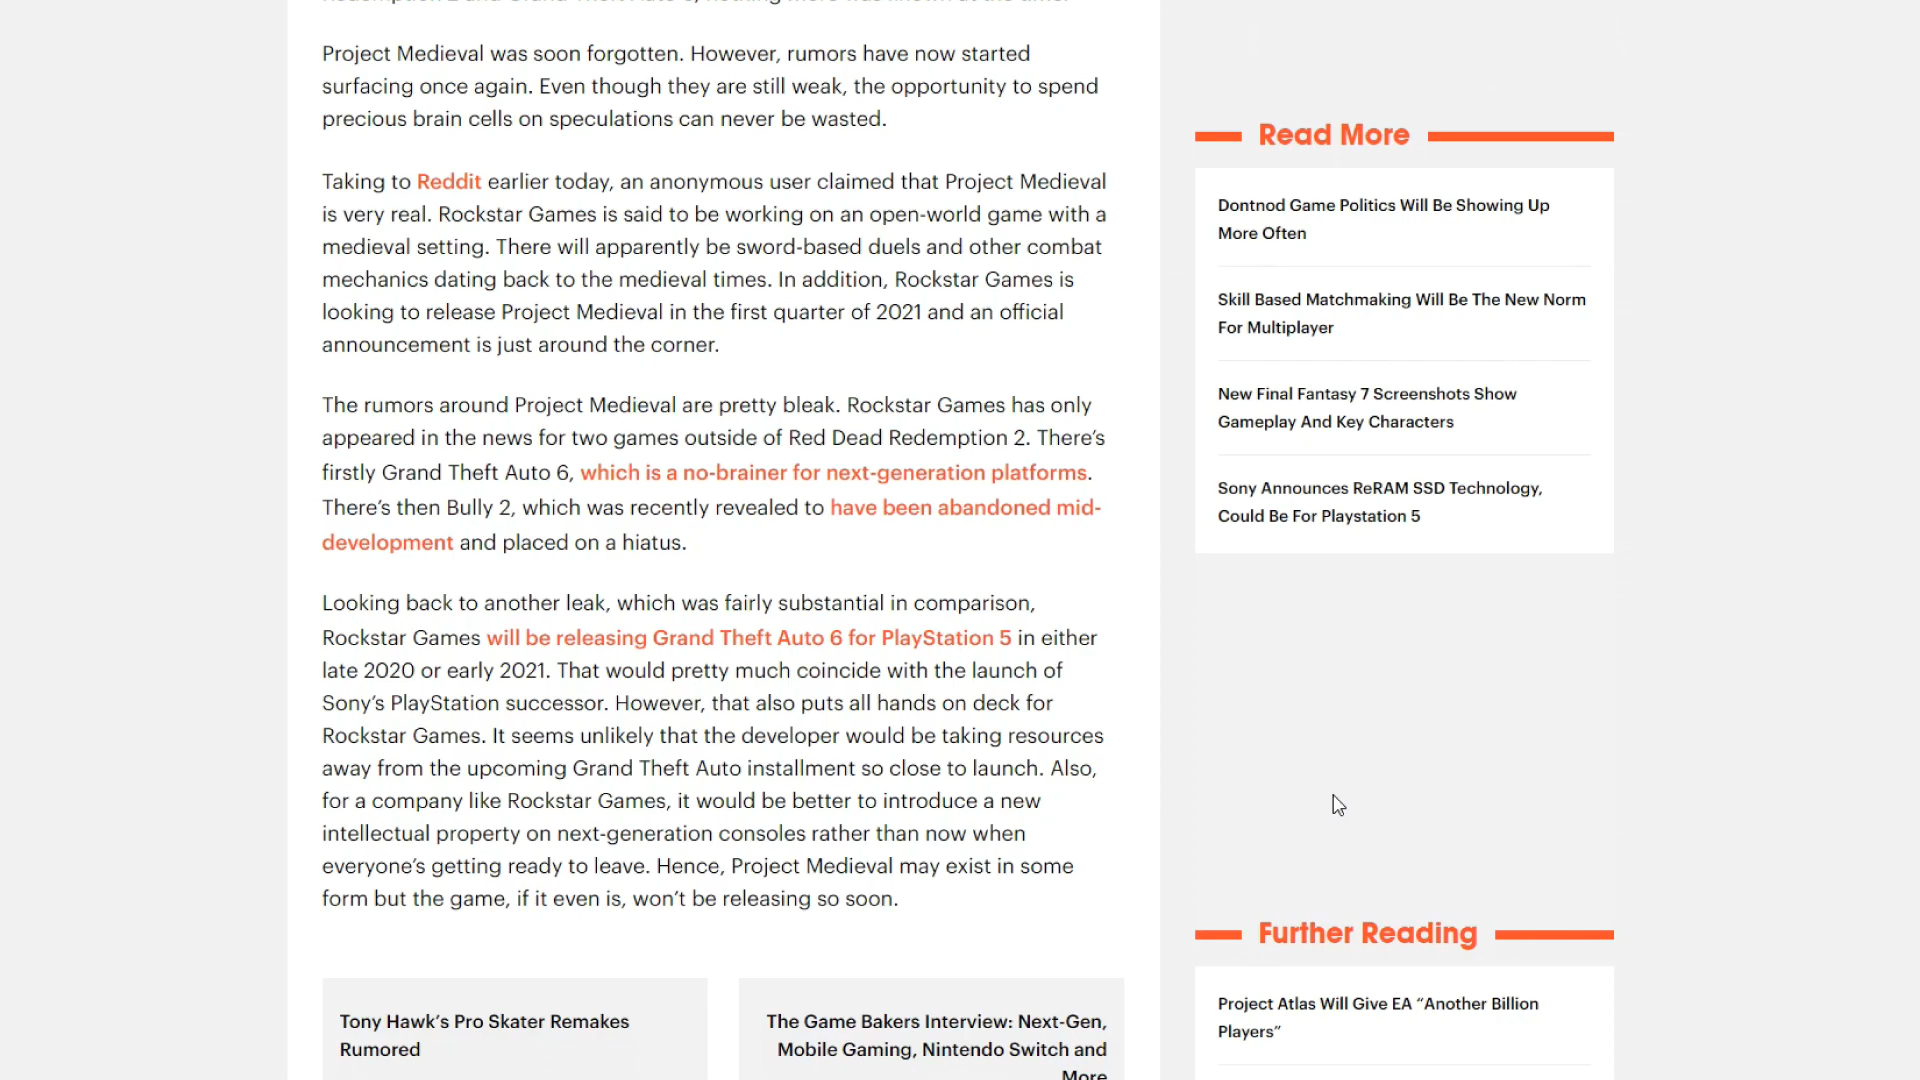 Project Medieval was soon forgotten. However, rumors have now started
surfacing once again. Even though they are still weak, the opportunity to spend
precious brain cells on speculations can never be wasted.
Taking to Reddit earlier today, an anonymous user claimed that Project Medieval
is very real. Rockstar Games is said to be working on an open-world game with a
medieval setting. There will apparently be sword-based duels and other combat
mechanics dating back to the medieval times. In addition, Rockstar Games is
looking to release Project Medieval in the first quarter of 2021 and an official
announcement is just around the corner.
The rumors around Project Medieval are pretty bleak. Rockstar Games has only
appeared in the news for two games outside of Red Dead Redemption 2. There's
firstly Grand Theft Auto 6, which is a no-brainer for next-generation platforms.
There's then Bully 2, which was recently revealed to have been abandoned mid-
development and placed on a hiatus.
Looking back to another leak, which was fairly substantial in comparison,
Rockstar Games will be releasing Grand Theft Auto 6 for PlayStation 5 in either
late 2020 or early 2021. That would pretty much coincide with the launch of
Sony's PlayStation successor. However, that also puts all hands on deck for
Rockstar Games. It seems unlikely that the developer would be taking resources
away from the upcoming Grand Theft Auto installment so close to launch. Also,
for a company like Rockstar Games, it would be better to introduce a new
intellectual property on next-generation consoles rather than now when
everyone's getting ready to leave. Hence, Project Medieval may exist in some
form but the game, if it even is, won't be releasing so soon.
Tony Hawk's Pro Skater Remakes
Rumored
The Game Bakers Interview: Next-Gen,
Mobile Gaming, Nintendo Switch and
More
Read More
Dontnod Game Politics Will Be Showing Up
More Often
Skill Based Matchmaking Will Be The New Norm
For Multiplayer
New Final Fantasy 7 Screenshots Show
Gameplay And Key Characters
Sony Announces ReRAM SSD Technology,
Could Be For Playstation 5
Further Reading
Project Atlas Will Give EA “Another Billion
Players”